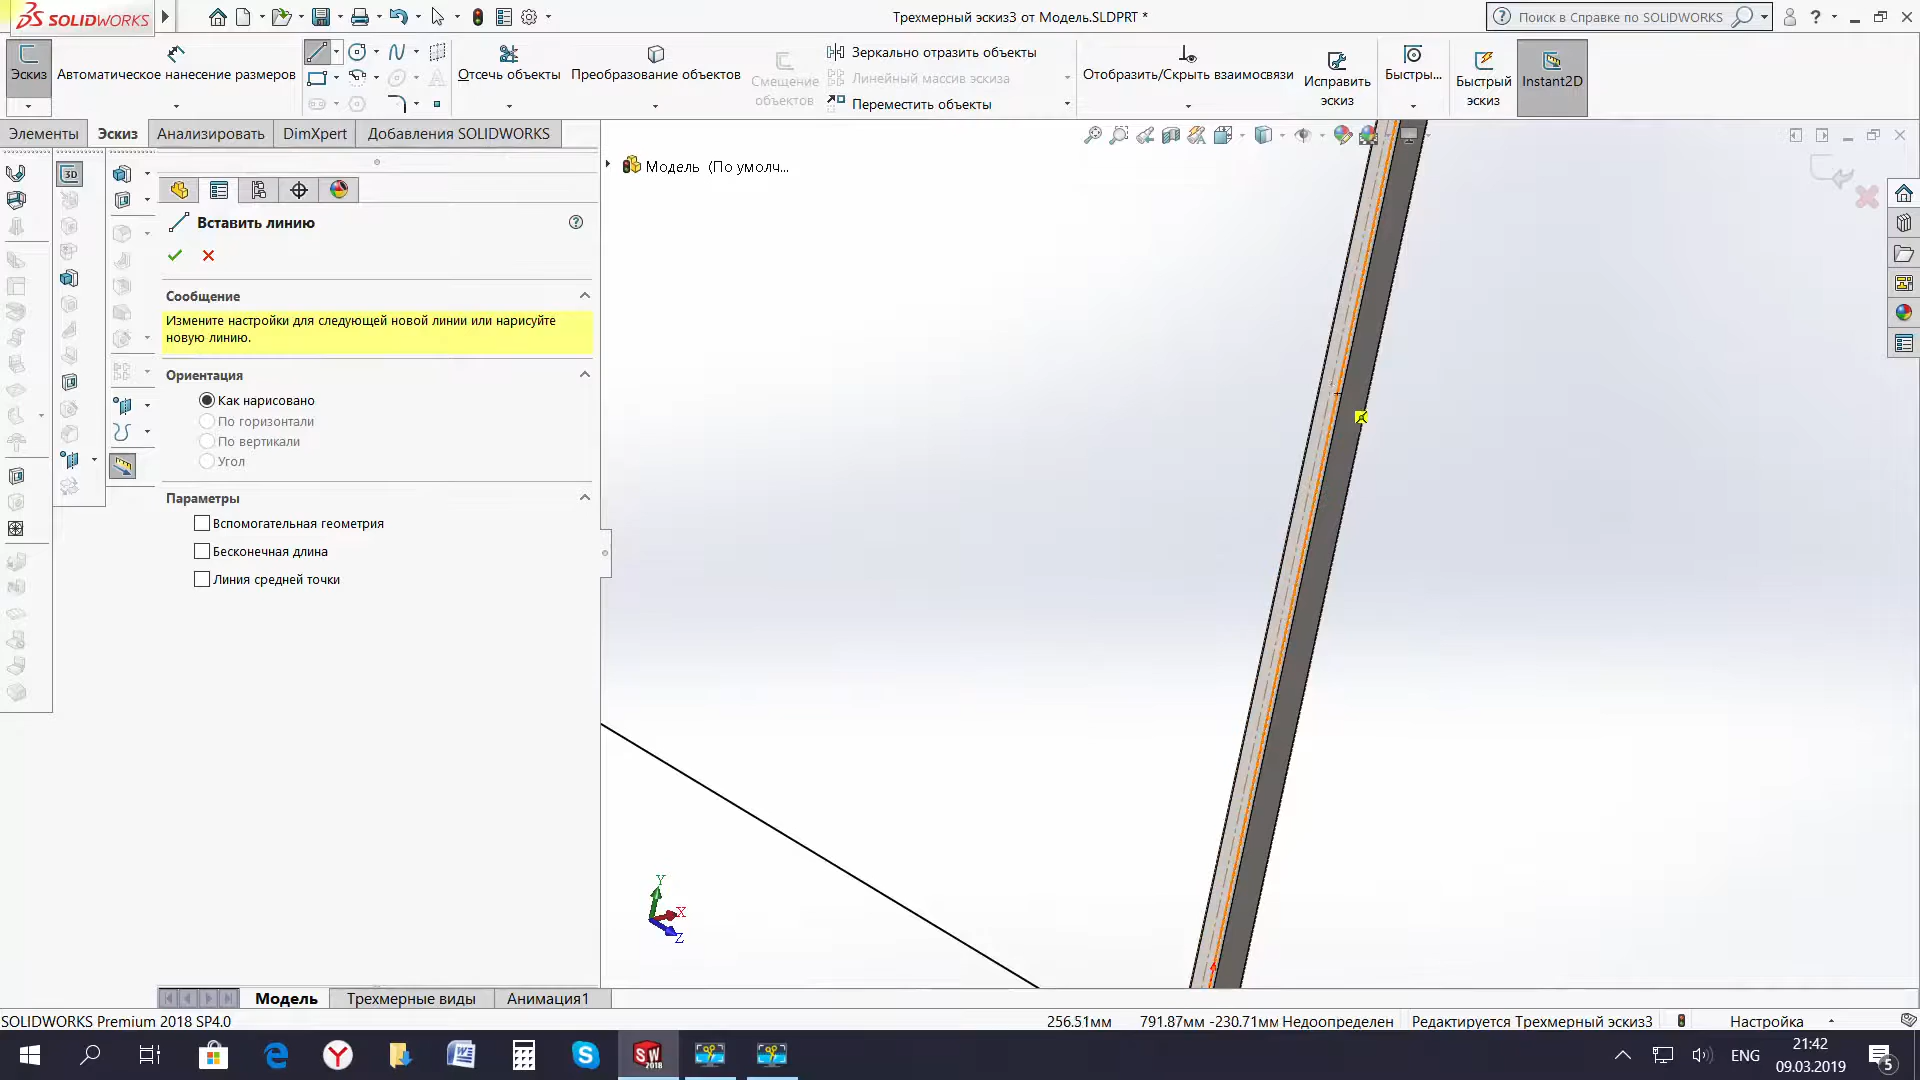 SOLIDWORKS
Трехмерный эскиз3 от Модель.SLDPRT *
Поиск в Справке по SOLIDWORKS
?
Эскиз
Автоматическое нанесение размеров
Отсечь объекты
Преобразование объектов
Смещение объектов
Зеркально отразить объекты
Линейный массив эскиза
Переместить объекты
Отобразить/Скрыть взаимосвязи
Исправить эскиз
Быстры...
Быстрый эскиз
Instant2D
Элементы
Эскиз
Анализировать
DimXpert
Добавления SOLIDWORKS
3D
Модель (По умолч...
Вставить линию
?
Сообщение
Измените настройки для следующей новой линии или нарисуйте
новую линию.
Ориентация
Как нарисовано
По горизонтали
По вертикали
Угол
Параметры
Вспомогательная геометрия
Бесконечная длина
Линия средней точки
Y
X
Z
Модель
Трехмерные виды
Анимация1
SOLIDWORKS Premium 2018 SP4.0
256.51мм
791.87мм -230.71мм Недоопределен
Редактируется Трехмерный эскиз3
Настройка
SW
2018
ENG
21:42
09.03.2019
5